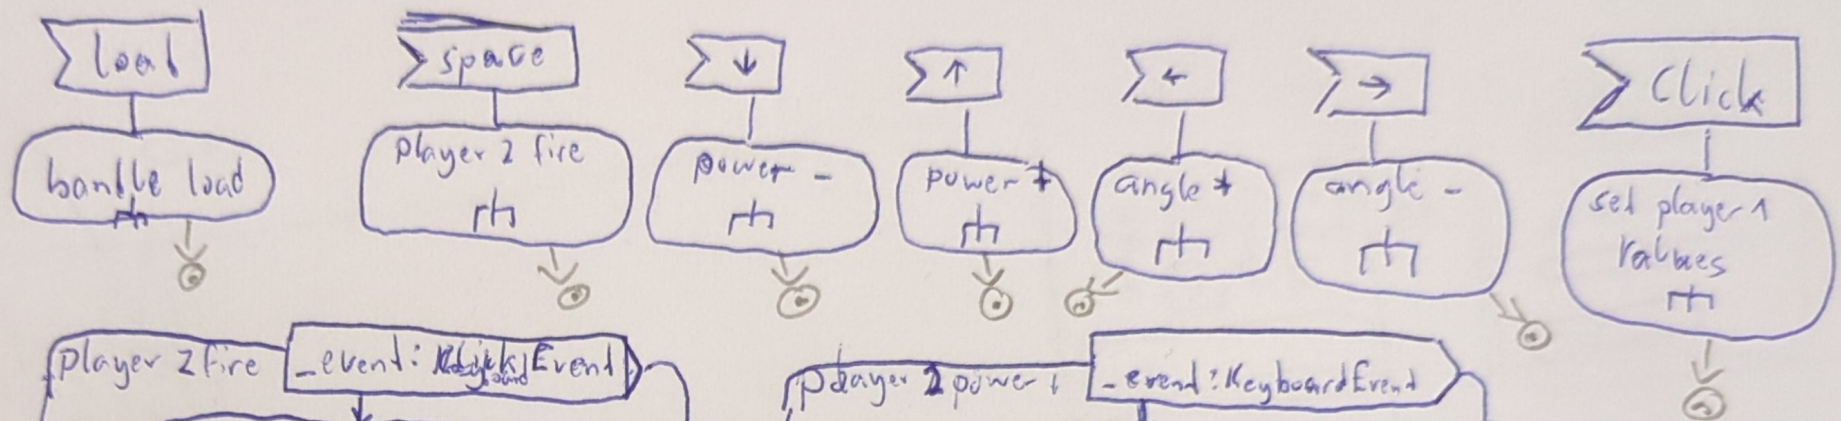 load
space
↓
↑
←
→
Click
handle load
player 2 fire
power -
power +
angle +
angle -
set player 1
values
player 2 fire
_event: Event
player 2 power +
_event: KeyboardEvent